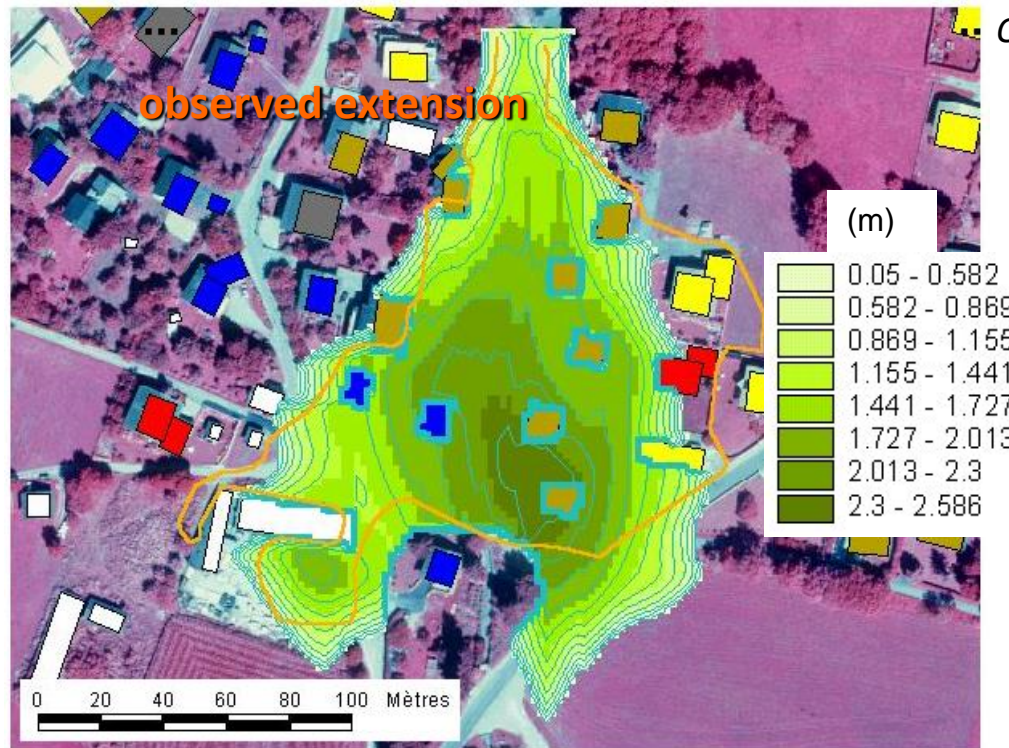 observed extension
(m)
0.05 - 0.582
0.582 - 0.869
0.869 - 1.155
1.155 - 1.441
1.441 - 1.727
1.727 - 2.013
2.013 - 2.3
2.3 - 2.586
0 20 40 60 80 100 Mètres